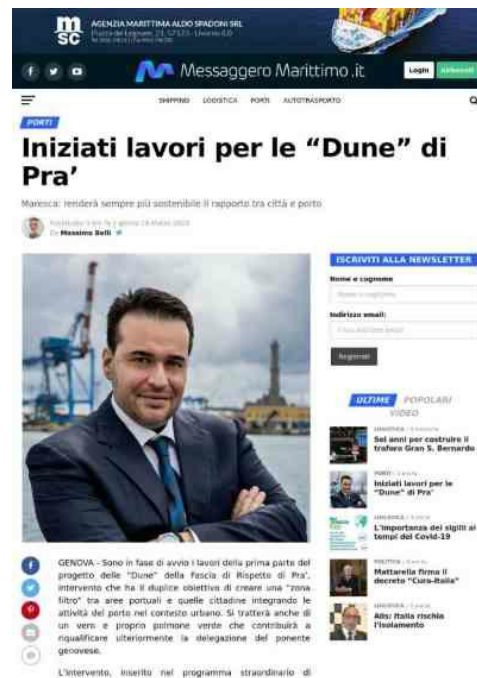 MSC
AGENZIA MARITTIMA ALDO SPADONI SRL
Messaggero Marittimo.it
Login
SHIPPING LOGISTICA PORTI AUTOTRASPORTO
PORTI
Iniziati lavori per le “Dune” di
Pra’
Maresca: renderà sempre più sostenibile il rapporto tra città e porto
Massimo Belli
ISCRIVITI ALLA NEWSLETTER
Nome e cognome
Nome e cognome
Indirizzo email:
Registrati
ULTIME POPOLARI
VIDEO
LOGISTICA
Sei anni per costruire il
traforo Gran S. Bernardo
PORTI
Iniziati lavori per le
“Dune” di Pra’
LOGISTICA
L’importanza dei sigilli ai
tempi del Covid-19
POLITICA
Mattarella firma il
decreto “Cura-Italia”
LOGISTICA
Alis: Italia rischia
l’isolamento
GENOVA - Sono in fase di avvio i lavori della prima parte del
progetto delle “Dune” della Fascia di Rispetto di Pra’,
intervento che ha il duplice obiettivo di creare una “zona
filtro” tra aree portuali e quelle cittadine integrando le
attività del porto nel contesto urbano. Si tratterà anche di
un vero e proprio polmone verde che contribuirà a
riqualificare ulteriormente la delegazione del ponente
genovese.
L’intervento, inserito nel programma straordinario di